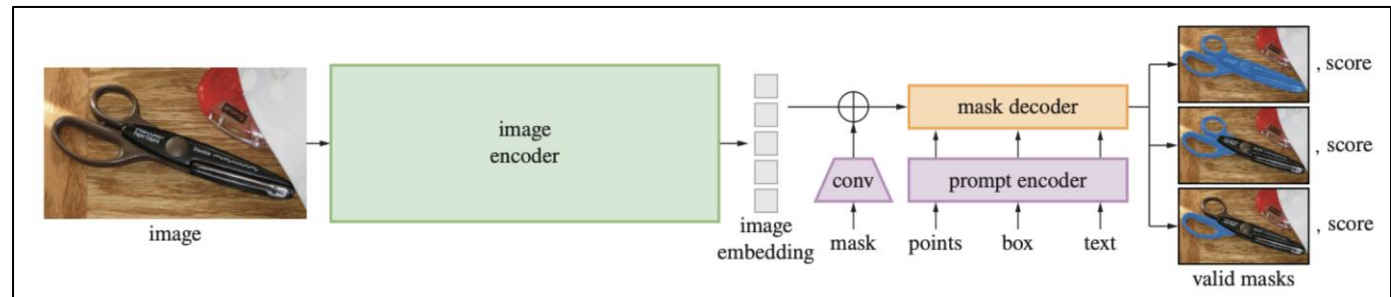 image
image
encoder
image
embedding
conv
mask
mask decoder
prompt encoder
points
box
text
, score
, score
, score
valid masks